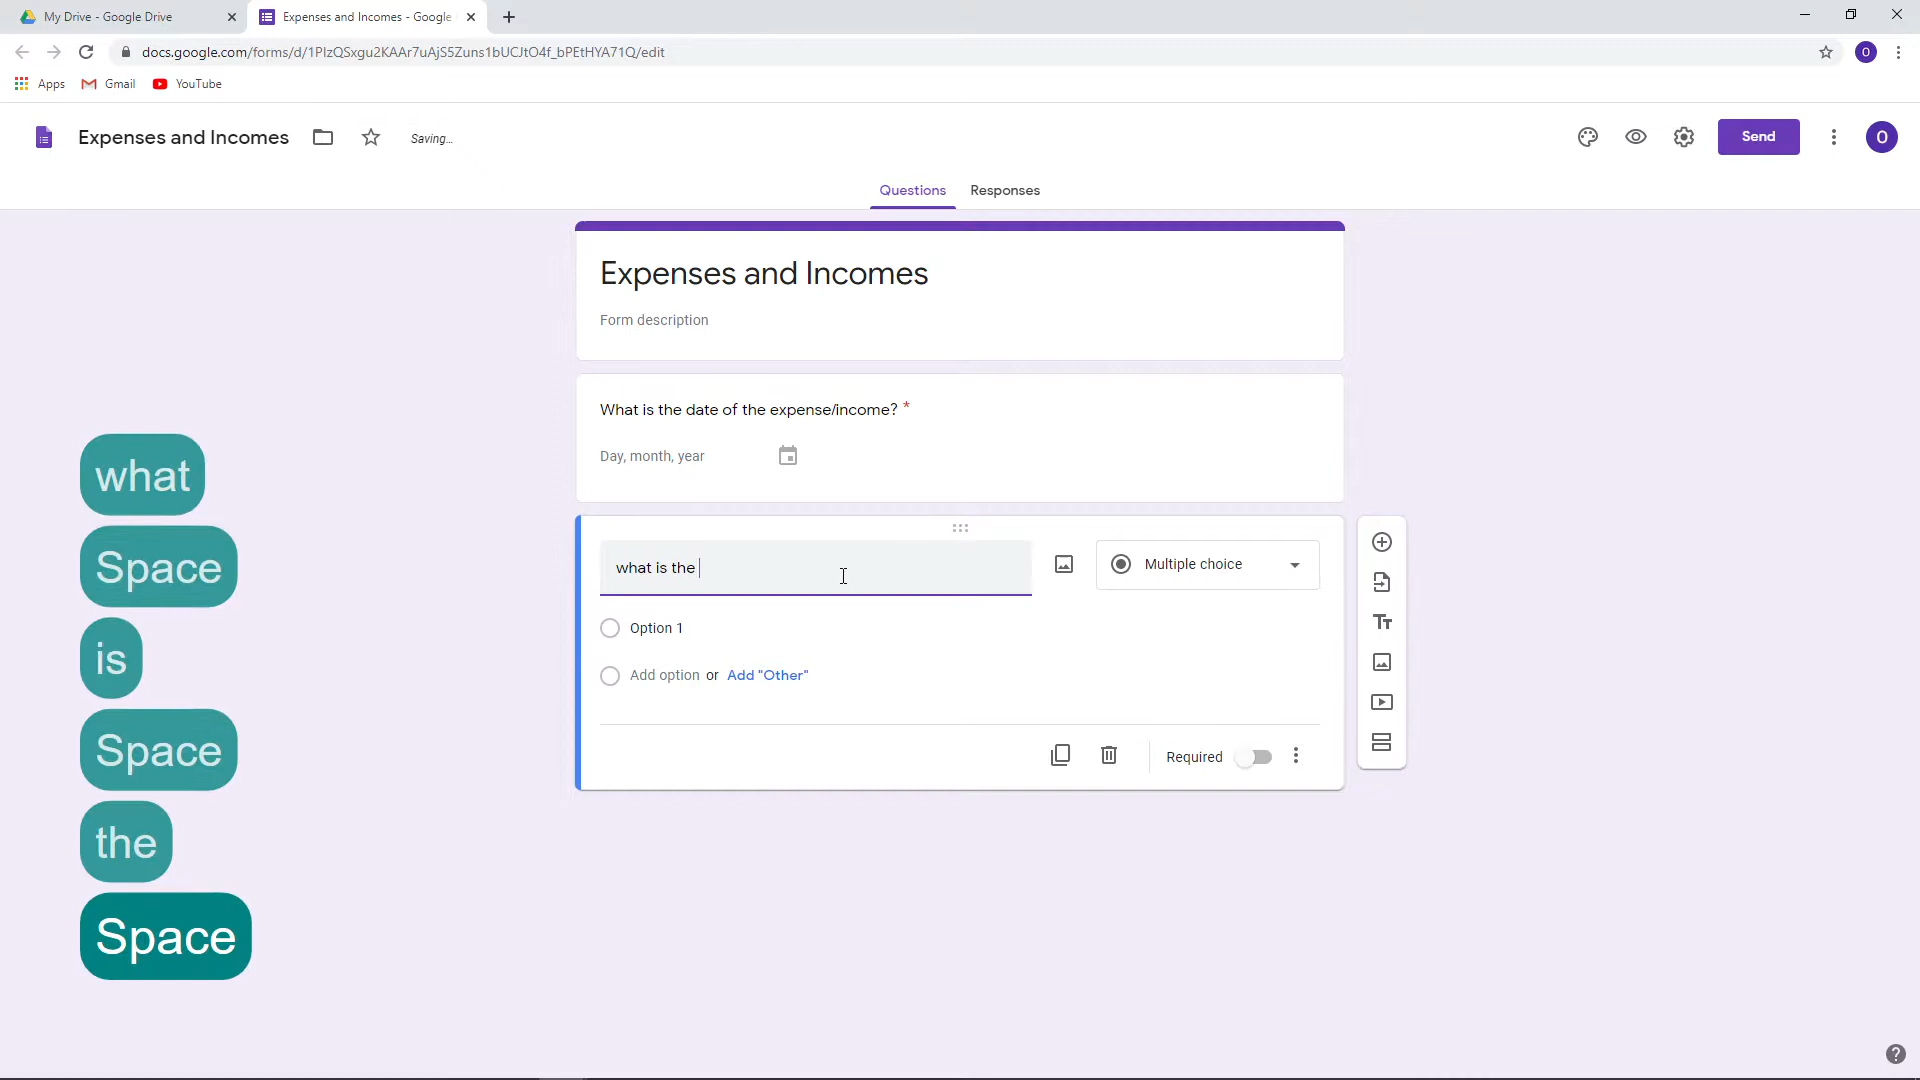 My Drive - Google Drive
Expenses and Incomes - Google
docs.google.com/forms/d/1PIzQSxgu2KAAr7uAjS5Zuns1bUCJtO4f_bPEtHYA71Q/edit
O
Apps
Gmail
YouTube
Expenses and Incomes
Saving...
Send
O
Questions
Responses
Expenses and Incomes
Form description
What is the date of the expense/income? *
Day, month, year
what is the
Multiple choice
Option 1
Add option or Add "Other"
Required
Tт
what
Space
is
Space
the
Space